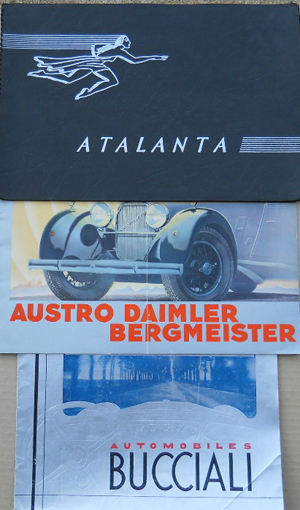 ATALANTA
AUSTRO DAIMLER
BERGMEISTER
AUTOMOBILES
BUCCIALI